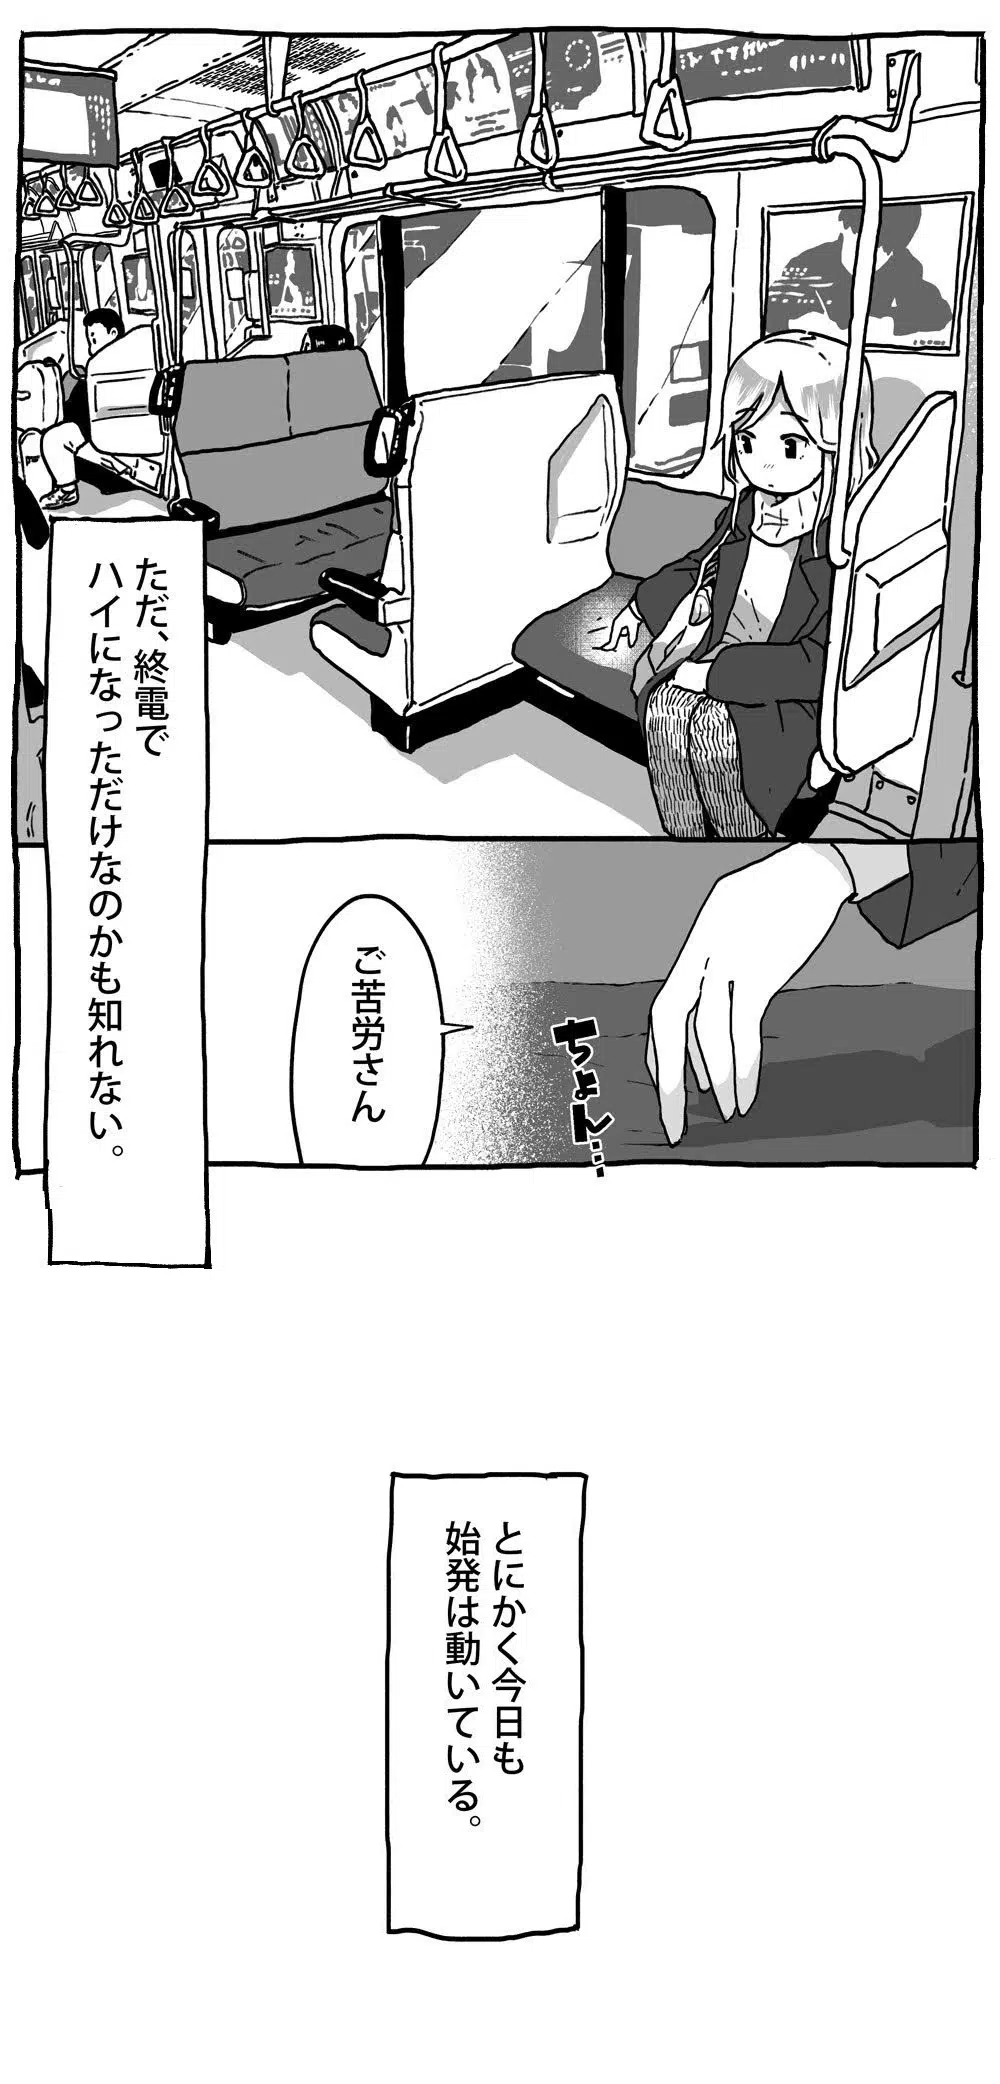 ただ、終電で
ハイになっただけなのかも知れない。
ちょん…
ご苦労さん
とにかく今日も
始発は動いている。